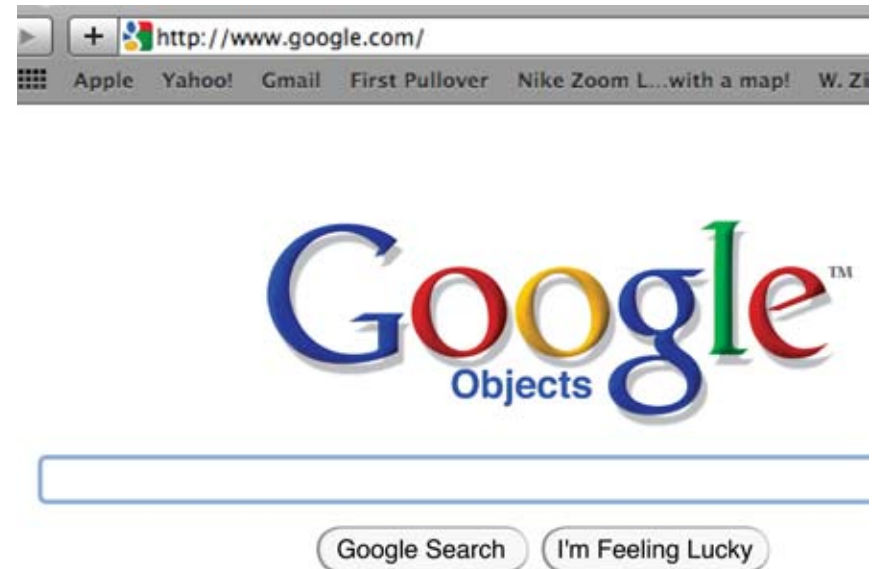 http://www.google.com/
Apple Yahoo! Gmail First Pullover Nike Zoom L...with a map! W. Zi
Google™
Objects
Google Search I'm Feeling Lucky